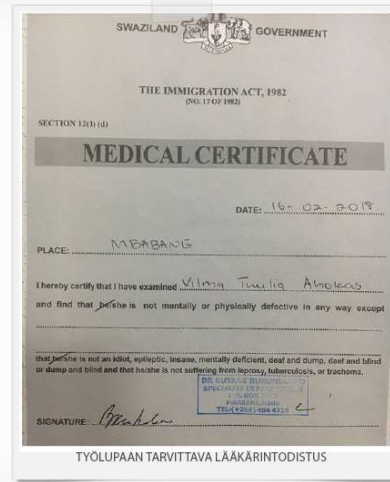 SWAZILAND GOVERNMENT
THE IMMIGRATION ACT, 1982
(NO. 17 OF 1982)
SECTION 12(1) (d)
MEDICAL CERTIFICATE
DATE: 16-02-2018
PLACE: MBABANE
I hereby certify that I have examined Vilma Tuulia Ahokas
and find that he/she is not mentally or physically defective in any way except
that he/she is not an idiot, epileptic, insane, mentally deficient, deaf and dump, deaf and blind
or dump and blind and that he/she is not suffering from leprosy, tuberculosis, or trachoma.
SPECIALIST
SIGNATURE:
TYÖLUPAAN TARVITTAVA LÄÄKÄRINTODISTUS